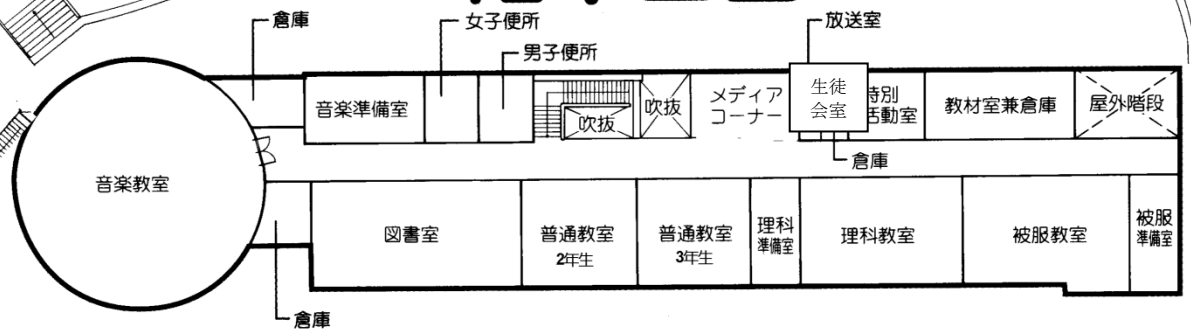 倉庫
女子便所
男子便所
放送室
音楽準備室
吹抜
吹抜
メディア
コーナー
生徒
会室
特別
活動室
教材室兼倉庫
屋外階段
倉庫
音楽教室
図書室
普通教室
2年生
普通教室
3年生
理科
準備室
理科教室
被服教室
被服
準備室
倉庫